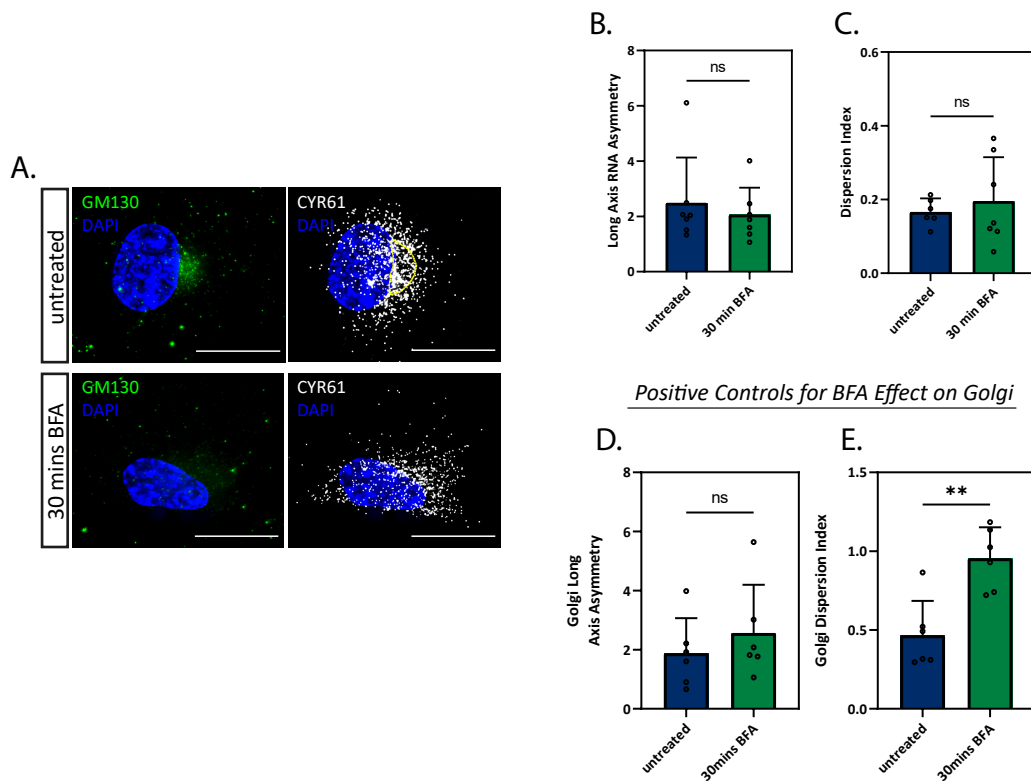 A.
untreated
GM130
DAPI
CYR61
DAPI
30 mins BFA
GM130
DAPI
CYR61
DAPI
B.
Long Axis RNA Asymmetry
8
6
4
2
0
ns
untreated
30 min BFA
C.
Dispersion Index
0.6
0.4
0.2
0.0
ns
untreated
30 min BFA
Positive Controls for BFA Effect on Golgi
D.
Golgi Long
Axis Asymmetry
8
6
4
2
0
ns
untreated
30mins BFA
E.
Golgi Dispersion Index
1.5
1.0
0.5
0.0
**
untreated
30mins BFA